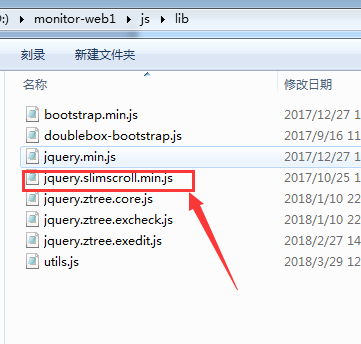 :) ▸ monitor-web1 ▸ js ▸ lib
刻录 新建文件夹
名称 修改日期
bootstrap.min.js 2017/12/27 1
doublebox-bootstrap.js 2017/9/16 11
jquery.min.js 2017/12/27 1
jquery.slimscroll.min.js 2017/10/25 1
jquery.ztree.core.js 2018/1/10 22
jquery.ztree.excheck.js 2018/1/10 22
jquery.ztree.exedit.js 2018/2/27 14
utils.js 2018/3/29 12